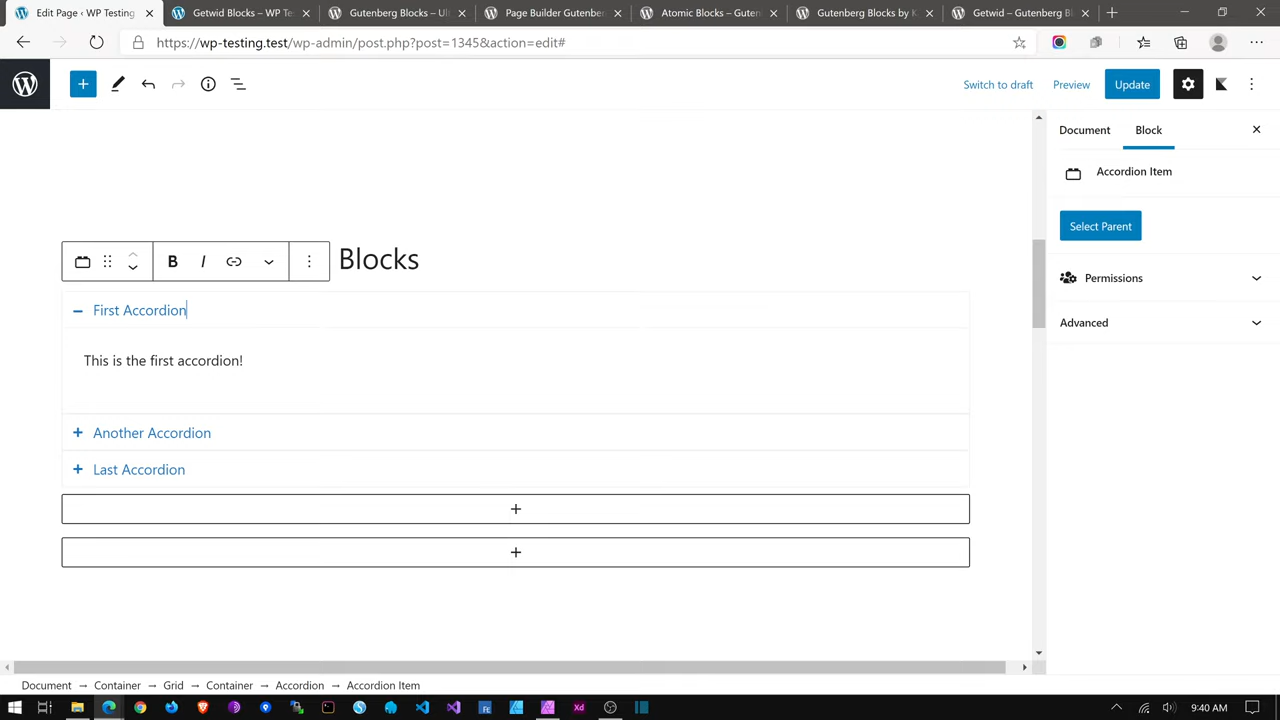 Edit Page ‹ WP Testing
Getwid Blocks – WP Te
Gutenberg Blocks – Ul
Page Builder Gutenbe
Atomic Blocks – Guten
Gutenberg Blocks by K
Getwid – Gutenberg Bl
https://wp-testing.test/wp-admin/post.php?post=1345&action=edit#
Switch to draft
Preview
Update
Document
Block
Accordion Item
Select Parent
Permissions
Advanced
B I
Blocks
First Accordion
This is the first accordion!
Another Accordion
Last Accordion
Document → Container → Grid → Container → Accordion → Accordion Item
Fe
Xd
9:40 AM